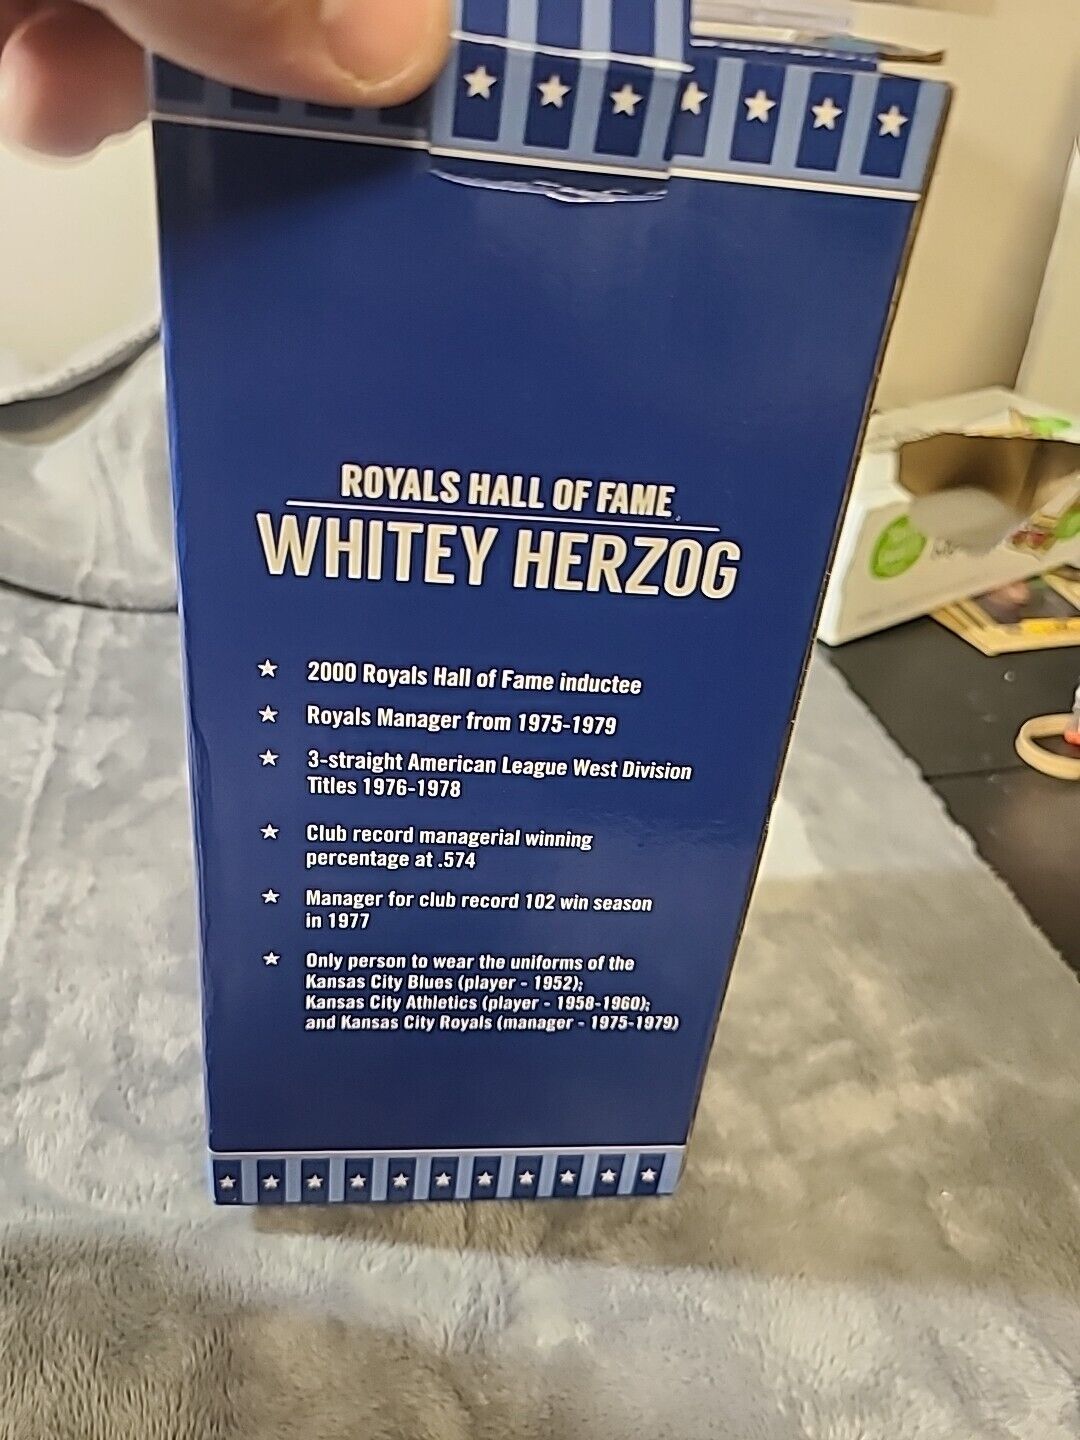 ROYALS HALL OF FAME
WHITEY HERZOG
2000 Royals Hall of Fame inductee
Royals Manager from 1975-1979
3-straight American League West Division
Titles 1976-1978
Club record managerial winning
percentage at .574
Manager for club record 102 win season
in 1977
Only person to wear the uniforms of the
Kansas City Blues (player - 1952);
Kansas City Athletics (player - 1958-1960);
and Kansas City Royals (manager - 1975-1979)